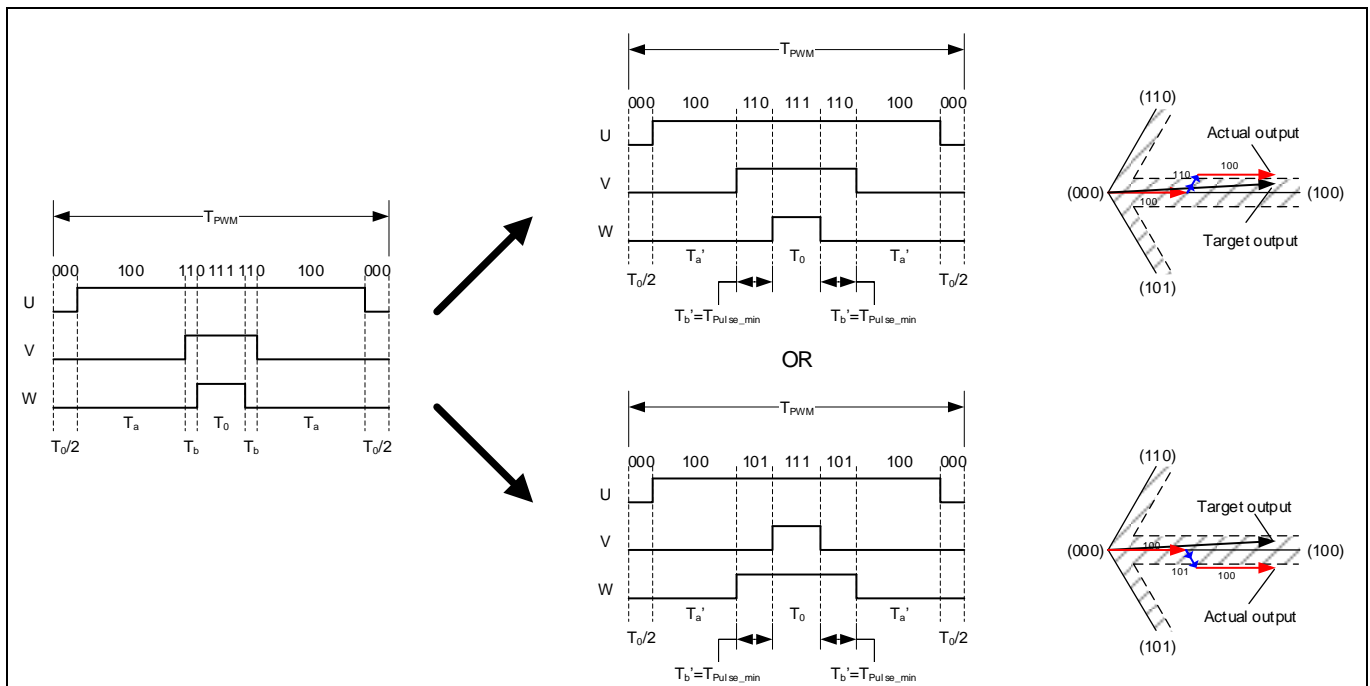 T_PWM
000 100 110 111 110 100 000
U
V
W
T_a T_b T_0 T_b T_a
T_0/2 T_0/2
T_PWM
000 100 110 111 110 100 000
U
V
W
T_a' T_0 T_a'
T_0/2 T_0/2
T_b'=T_Pulse_min T_b'=T_Pulse_min
(110)
Actual output
100
110
(000) (100)
100
Target output
(101)
OR
T_PWM
000 100 101 111 101 100 000
U
V
W
T_a' T_0 T_a'
T_0/2 T_0/2
T_b'=T_Pulse_min T_b'=T_Pulse_min
(110)
Target output
100
(000) (100)
101 100
Actual output
(101)